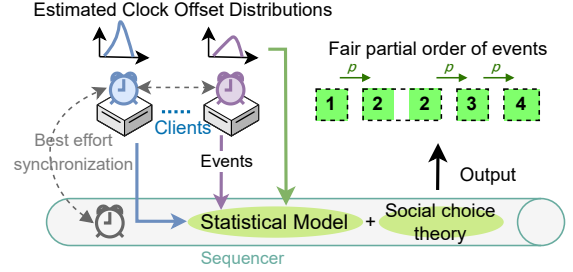 Estimated Clock Offset Distributions
Fair partial order of events
p p p
1 2 2 3 4
Clients
Best effort
synchronization
Events
Output
Statistical Model + Social choice
theory
Sequencer